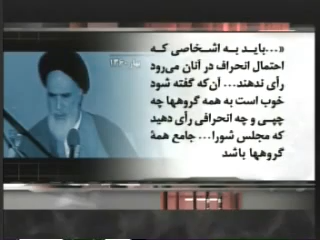 «...باید به اشخاصی که
احتمال انحراف در آنان می‌رود
رأی ندهند... آن‌که گفته شود
خوب است به همه گروهها چه
چپی و چه انحرافی رأی دهید
که مجلس شورا... جامع همهٔ
گروهها باشد